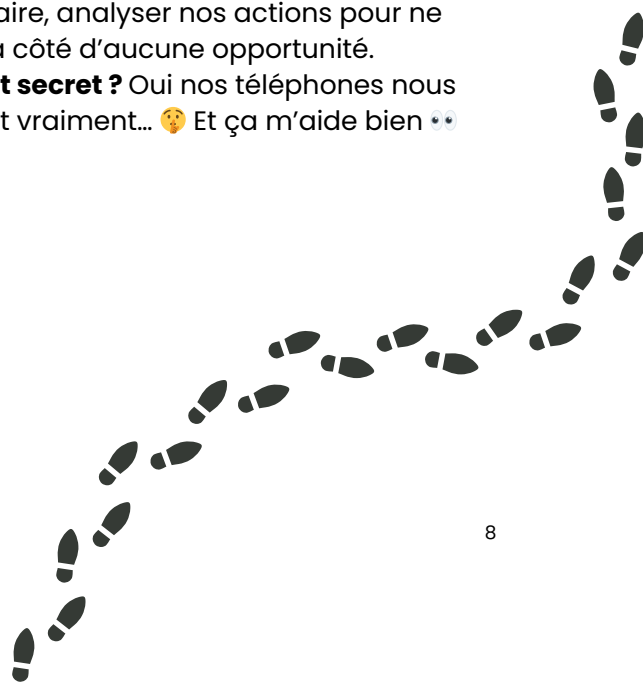 aire, analyser nos actions pour ne
à côté d’aucune opportunité.
t secret ? Oui nos téléphones nous
t vraiment… 🤫 Et ça m’aide bien 👀
8